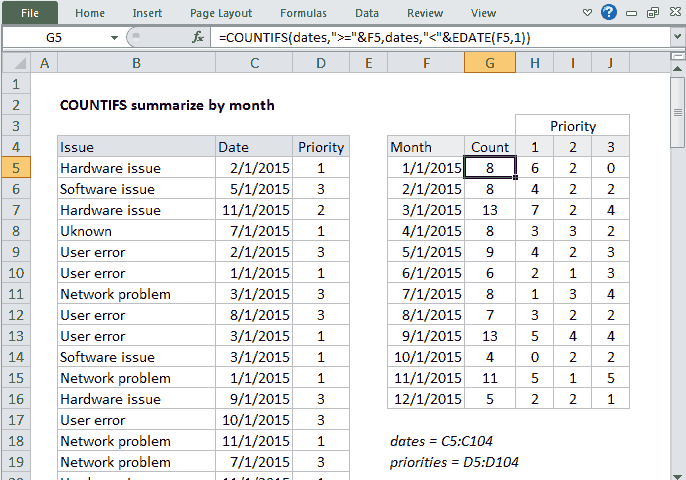 File Home Insert Page Layout Formulas Data Review View
G5 fx =COUNTIFS(dates,">="&F5,dates,"<"&EDATE(F5,1))
A B C D E F G H I J
1
2 COUNTIFS summarize by month
3 Priority
4 Issue Date Priority Month Count 1 2 3
5 Hardware issue 2/1/2015 1 1/1/2015 8 6 2 0
6 Software issue 5/1/2015 3 2/1/2015 8 4 2 2
7 Hardware issue 11/1/2015 2 3/1/2015 13 7 2 4
8 Uknown 7/1/2015 1 4/1/2015 8 3 3 2
9 User error 2/1/2015 3 5/1/2015 9 4 2 3
10 User error 1/1/2015 1 6/1/2015 6 2 1 3
11 Network problem 3/1/2015 3 7/1/2015 8 1 3 4
12 User error 8/1/2015 3 8/1/2015 7 3 2 2
13 User error 3/1/2015 1 9/1/2015 13 5 4 4
14 Software issue 3/1/2015 1 10/1/2015 4 0 2 2
15 Network problem 1/1/2015 1 11/1/2015 11 5 1 5
16 Hardware issue 9/1/2015 3 12/1/2015 5 2 2 1
17 User error 10/1/2015 3
18 Network problem 11/1/2015 1 dates = C5:C104
19 Network problem 7/1/2015 3 priorities = D5:D104